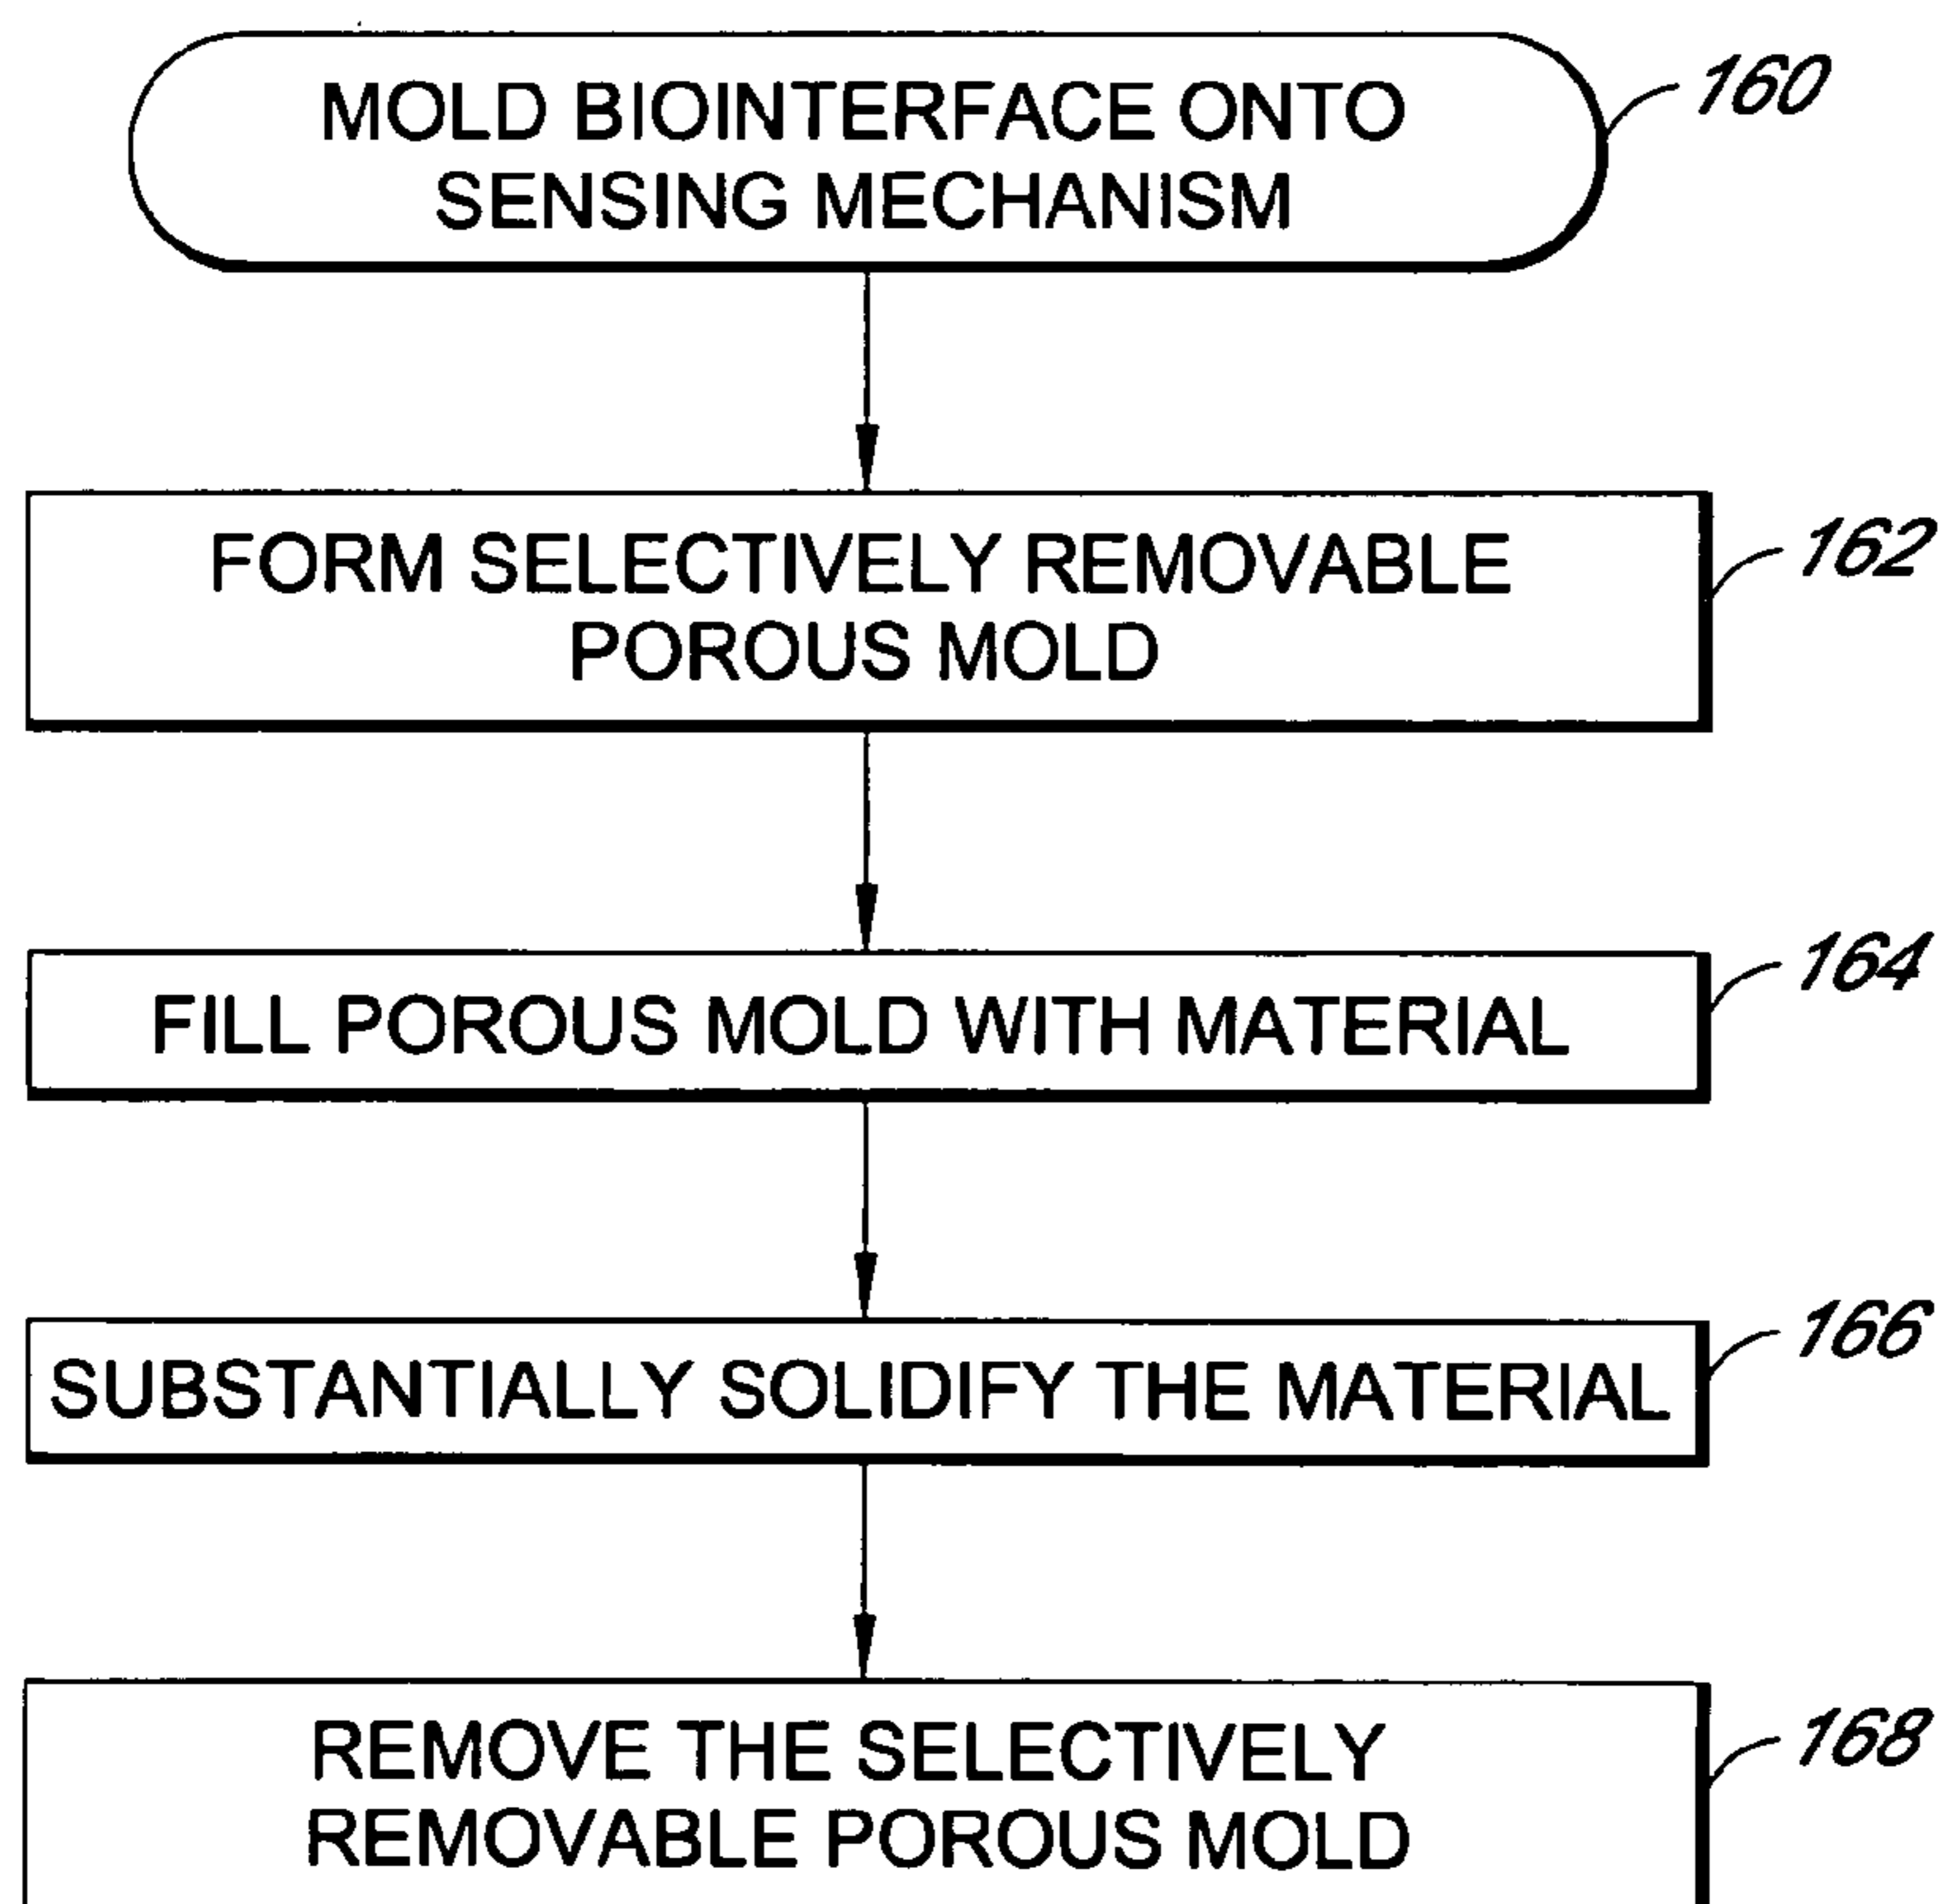 MOLD BIOINTERFACE ONTO
SENSING MECHANISM
160
FORM SELECTIVELY REMOVABLE
POROUS MOLD
162
FILL POROUS MOLD WITH MATERIAL
164
SUBSTANTIALLY SOLIDIFY THE MATERIAL
166
REMOVE THE SELECTIVELY
REMOVABLE POROUS MOLD
168